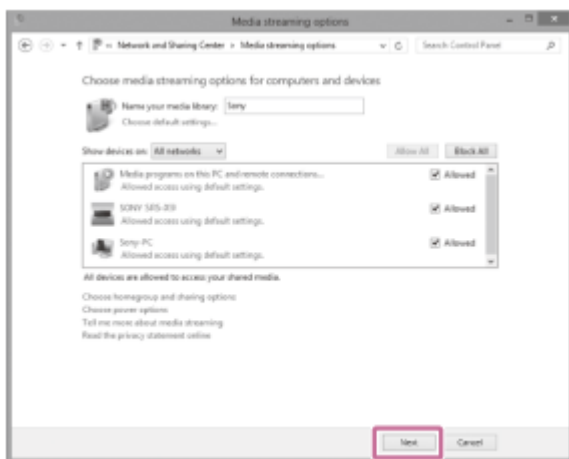 Media streaming options
« Network and Sharing Center » Media streaming options
Search Control Panel
Choose media streaming options for computers and devices
Name your media library: Sony
Choose default settings...
Show devices on: All networks
Allow All
Block All
Media programs on this PC and remote connections...
Allowed
Allowed access using default settings.
SONY SRS-X9
Allowed
Allowed access using default settings.
Sony-PC
Allowed
Allowed access using default settings.
All devices are allowed to access your shared media.
Choose homegroup and sharing options
Choose power options
Tell me more about media streaming
Read the privacy statement online
Next
Cancel